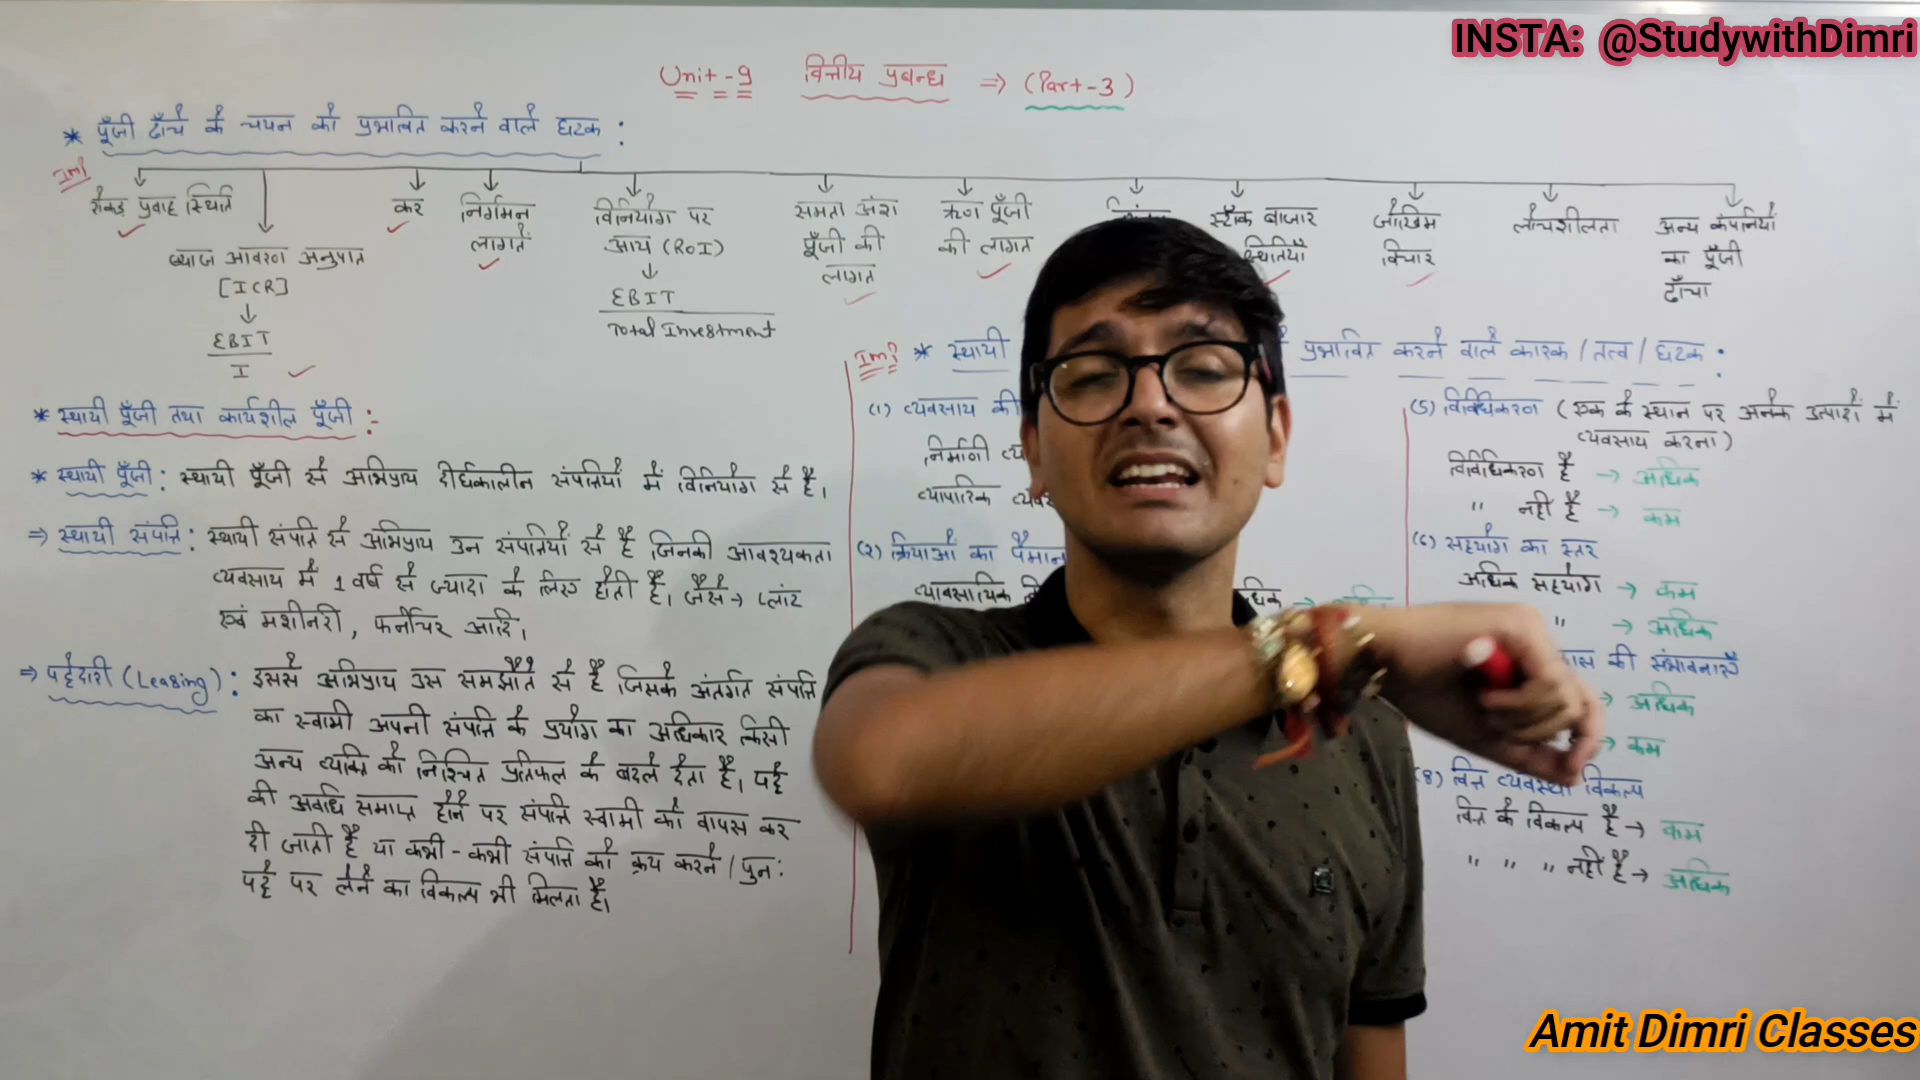 INSTA: @StudywithDimri
Unit-9 वित्तीय प्रबन्ध ⇒ (Part-3)
* पूँजी ढाँचे के चयन को प्रभावित करने वाले घटक :
Imp
रोकड़ प्रवाह स्थिति
ब्याज आवरण अनुपात
[ICR]
EBIT
I
कर
निर्गमन
लागतें
विनियोग पर
आय (RoI)
EBIT
Total Investment
समता अंश
पूँजी की
लागत
ऋण पूँजी
की लागत
स्टॉक बाजार
स्थितियाँ
जोखिम
विचार
लोचशीलता
अन्य कंपनियों
का पूँजी
ढाँचा
* स्थायी पूँजी तथा कार्यशील पूँजी :-
* स्थायी पूँजी : स्थायी पूँजी से अभिप्राय दीर्घकालीन संपत्तियों में विनियोग से है।
⇒ स्थायी संपत्ति : स्थायी संपत्ति से अभिप्राय उन संपत्तियों से है जिनकी आवश्यकता
व्यवसाय में 1 वर्ष से ज्यादा के लिए होती है। जैसे → प्लांट
एवं मशीनरी, फर्नीचर आदि।
⇒ पट्टेदारी (Leasing) : इससे अभिप्राय उस समझौते से है जिसके अंतर्गत संपत्ति
का स्वामी अपनी संपत्ति के प्रयोग का अधिकार किसी
अन्य व्यक्ति को निश्चित प्रतिफल के बदले देता है। पट्टे
की अवधि समाप्त होने पर संपत्ति स्वामी को वापस कर
दी जाती है या कभी-कभी संपत्ति को क्रय करने / पुनः
पट्टे पर लेने का विकल्प भी मिलता है।
Imp * स्थायी
प्रभावित करने वाले कारक / तत्व / घटक :
(1) व्यवसाय की
निर्माणी
व्यापारिक
(2) क्रियाओं का
व्यावसायिक
(5) विविधिकरण (एक के स्थान पर अनेक उत्पादों में
व्यवसाय करना)
विविधिकरण है → अधिक
" नहीं है → कम
(6) सहयोग का स्तर
अधिक सहयोग → कम
" → अधिक
की संभावनाएँ
→ अधिक
→ कम
(8) वित्त व्यवस्था विकल्प
वित्त के विकल्प है → कम
" " " नहीं है → अधिक
Amit Dimri Classes